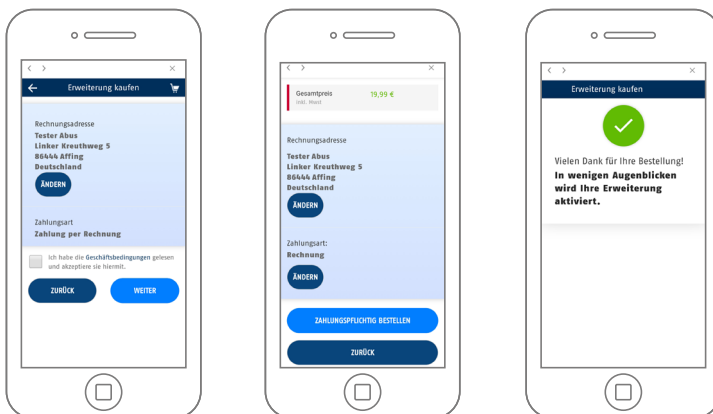 Erweiterung kaufen
Rechnungsadresse
Tester Abus
Linker Kreuthweg 5
86444 Affing
Deutschland
ÄNDERN
Zahlungsart
Zahlung per Rechnung
Ich habe die Geschäftsbedingungen gelesen
und akzeptiere sie hiermit.
ZURÜCK WEITER
Gesamtpreis 19,99 €
inkl. Mwst
Rechnungsadresse
Tester Abus
Linker Kreuthweg 5
86444 Affing
Deutschland
ÄNDERN
Zahlungsart:
Rechnung
ÄNDERN
ZAHLUNGSPFLICHTIG BESTELLEN
ZURÜCK
Erweiterung kaufen
Vielen Dank für Ihre Bestellung!
In wenigen Augenblicken
wird Ihre Erweiterung
aktiviert.